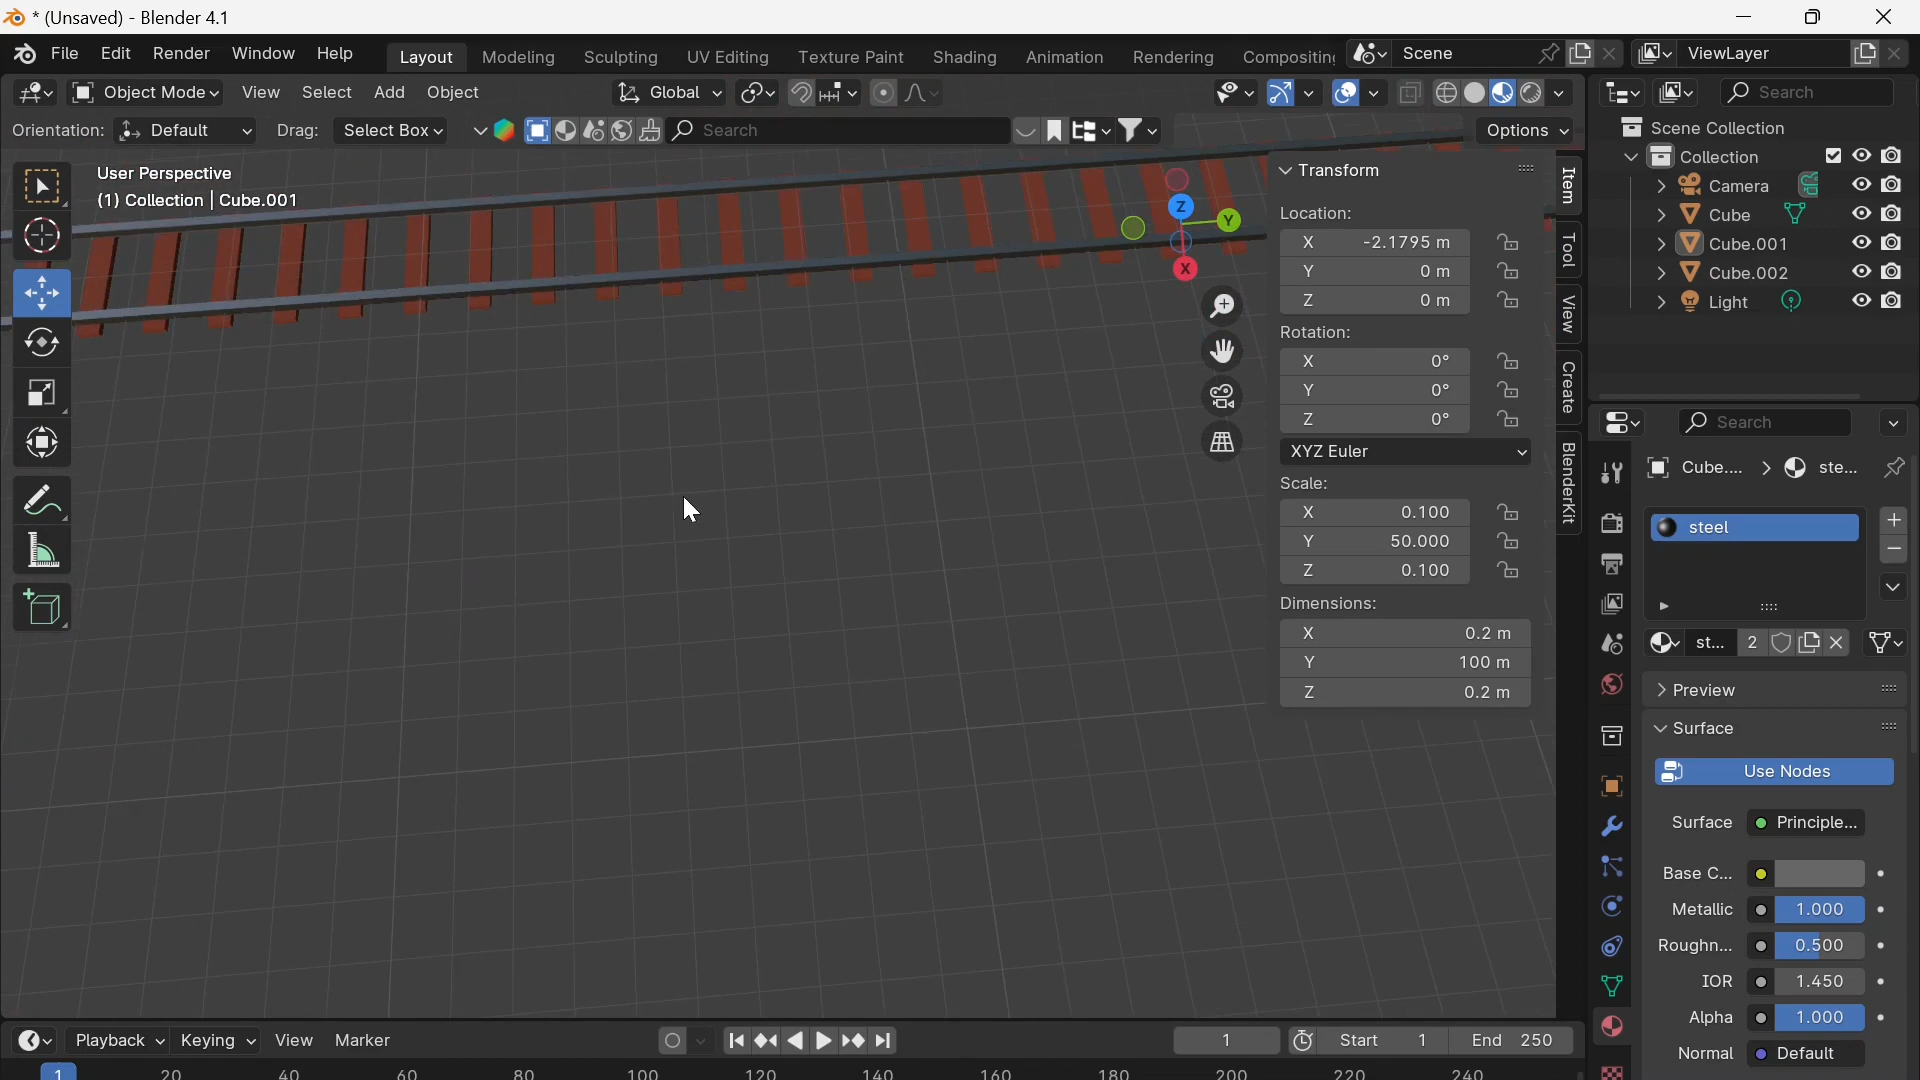 * (Unsaved) - Blender 4.1
File Edit Render Window Help
Layout Modeling Sculpting UV Editing Texture Paint Shading Animation Rendering Compositing
Scene
ViewLayer
Object Mode View Select Add Object
Global
Search
Orientation: Default Drag: Select Box
Search
Options
User Perspective
(1) Collection | Cube.001
Z
Y
X
Transform
Location:
X -2.1795 m
Y 0 m
Z 0 m
Rotation:
X 0°
Y 0°
Z 0°
XYZ Euler
Scale:
X 0.100
Y 50.000
Z 0.100
Dimensions:
X 0.2 m
Y 100 m
Z 0.2 m
Item
Tool
View
Create
BlenderKit
Scene Collection
Collection
Camera
Cube
Cube.001
Cube.002
Light
Search
Cube.... ste...
steel
st... 2
Preview
Surface
Use Nodes
Surface Principle...
Base C...
Metallic 1.000
Roughn... 0.500
IOR 1.450
Alpha 1.000
Normal Default
Playback Keying View Marker
1
Start 1
End 250
1 20 40 60 80 100 120 140 160 180 200 220 240